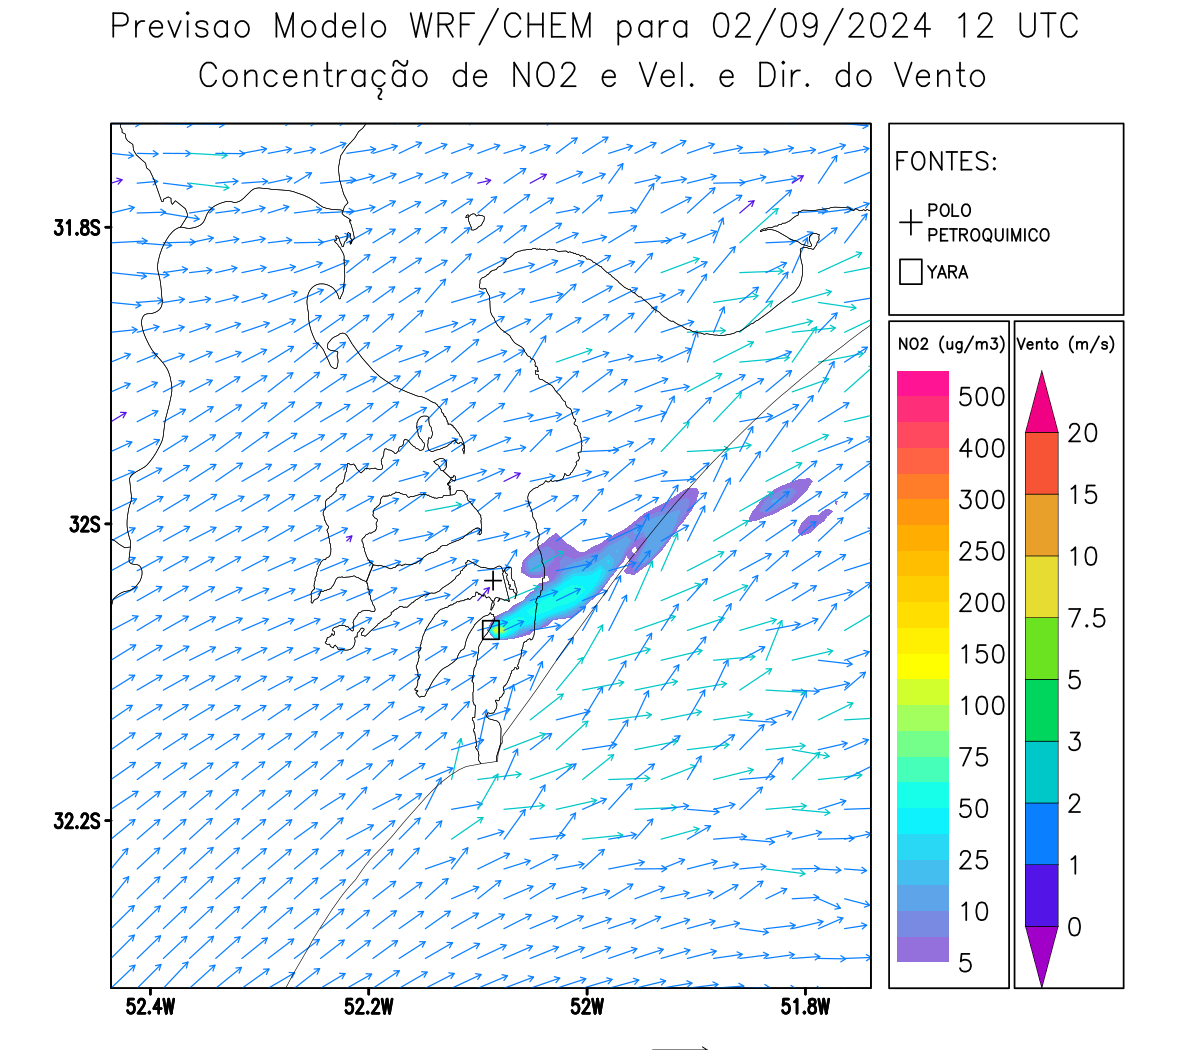 Previsao Modelo WRF/CHEM para 02/09/2024 12 UTC
Concentração de NO2 e Vel. e Dir. do Vento
FONTES:
POLO
PETROQUIMICO
YARA
NO2 (ug/m3)
500
400
300
250
200
150
100
75
50
25
10
5
Vento (m/s)
20
15
10
7.5
5
3
2
1
0
31.8S
32S
32.2S
52.4W
52.2W
52W
51.8W